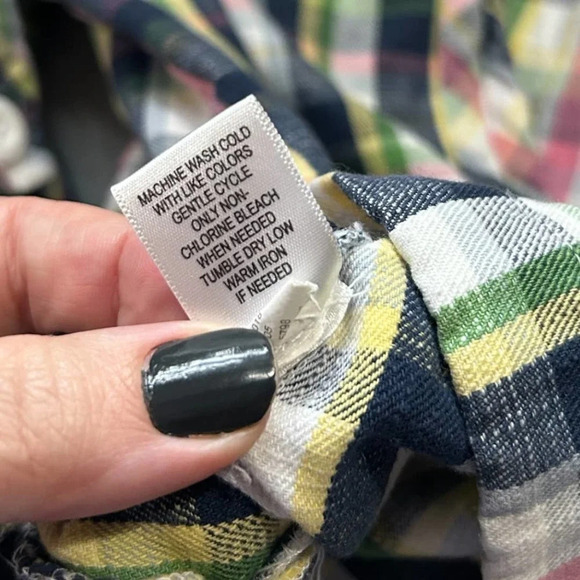 MACHINE WASH COLD
WITH LIKE COLORS
GENTLE CYCLE
ONLY NON-
CHLORINE BLEACH
WHEN NEEDED
TUMBLE DRY LOW
WARM IRON
IF NEEDED